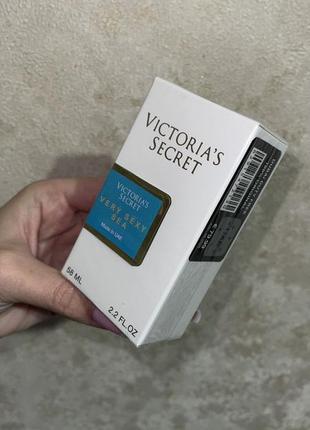 VICTORIA'S
SECRET
VICTORIA'S
SECRET
VERY SEXY
SEA
Made in UAE
58 ML
2.2 FL.OZ